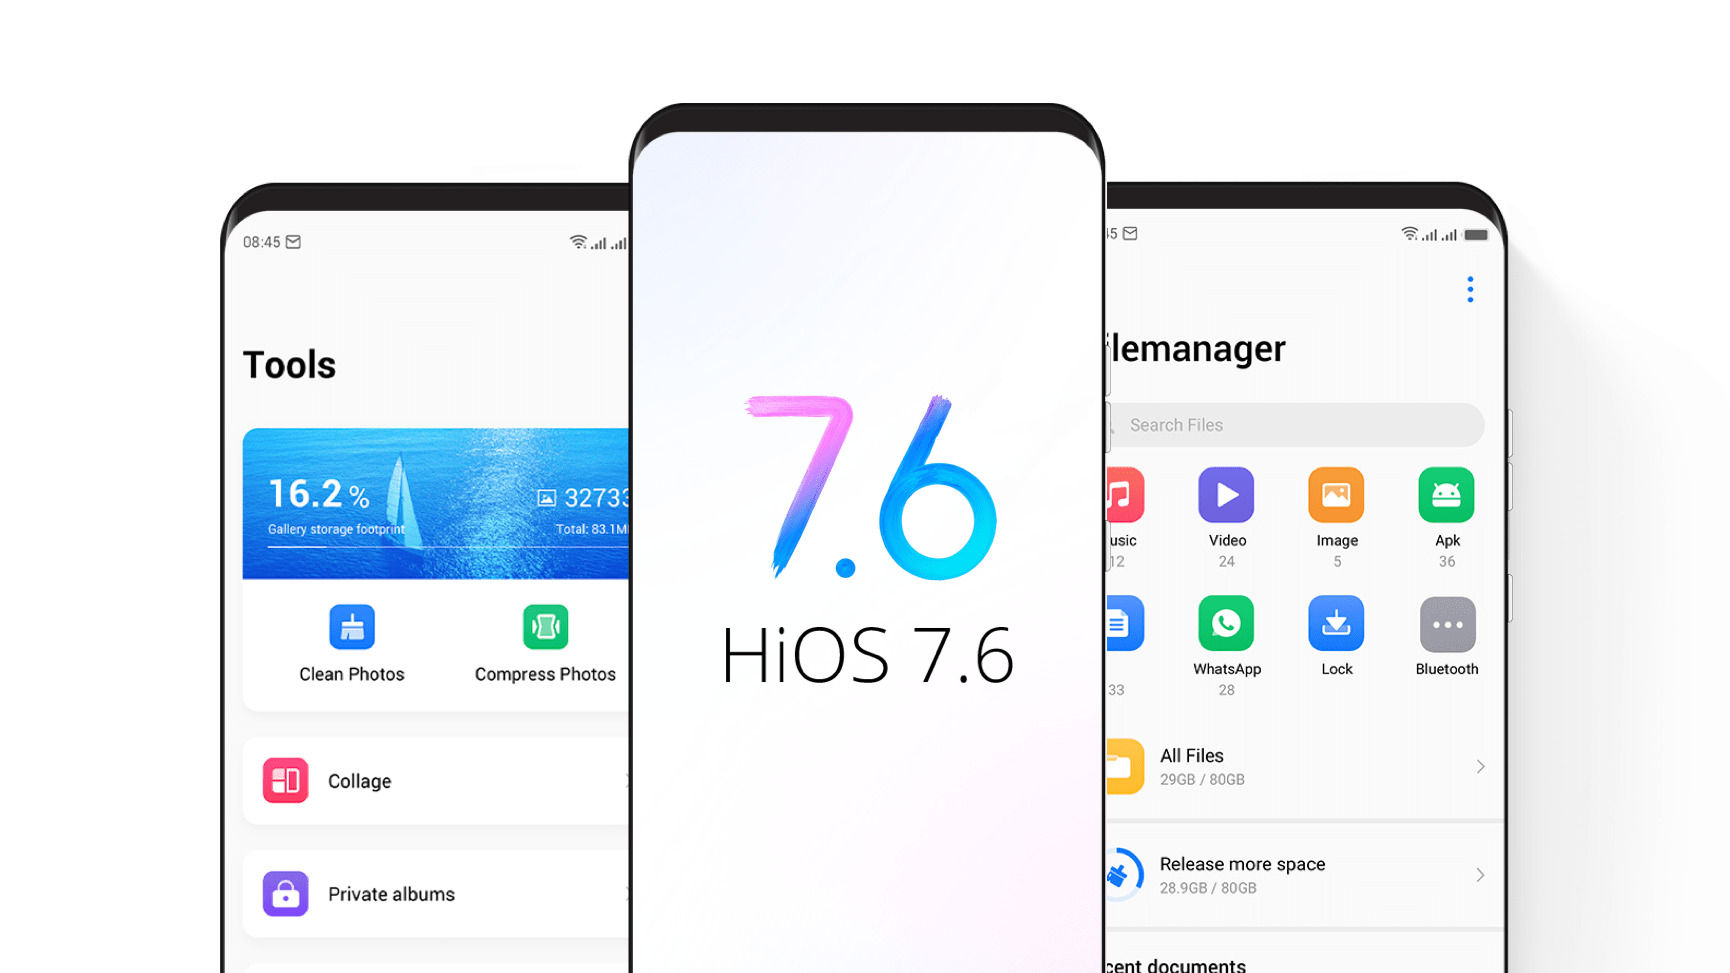 08:45
Tools
16.2 %
32733
Gallery storage footprint
Total: 83.1M
Clean Photos
Compress Photos
Collage
Private albums
7.6
HiOS 7.6
45
filemanager
Search Files
usic
12
Video
24
Image
5
Apk
36
33
WhatsApp
28
Lock
Bluetooth
All Files
29GB / 80GB
Release more space
28.9GB / 80GB
cent documents